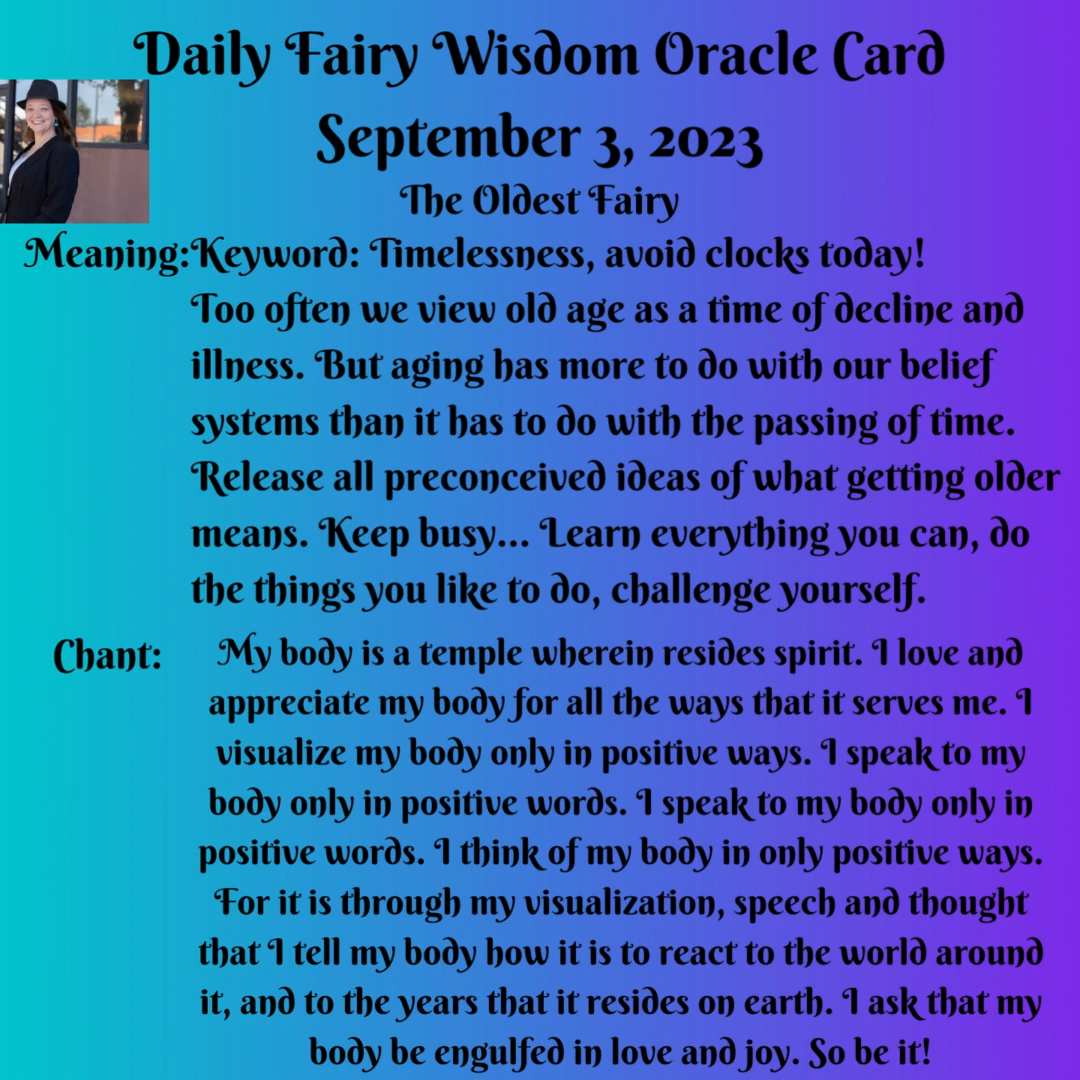 Daily Fairy Wisdom Oracle Card
September 3, 2023
The Oldest Fairy
Meaning:Keyword: Timelessness, avoid clocks today!
Too often we view old age as a time of decline and
illness. But aging has more to do with our belief
systems than it has to do with the passing of time.
Release all preconceived ideas of what getting older
means. Keep busy... Learn everything you can, do
the things you like to do, challenge yourself.
Chant: My body is a temple wherein resides spirit. I love and
appreciate my body for all the ways that it serves me. I
visualize my body only in positive ways. I speak to my
body only in positive words. I speak to my body only in
positive words. I think of my body in only positive ways.
For it is through my visualization, speech and thought
that I tell my body how it is to react to the world around
it, and to the years that it resides on earth. I ask that my
body be engulfed in love and joy. So be it!